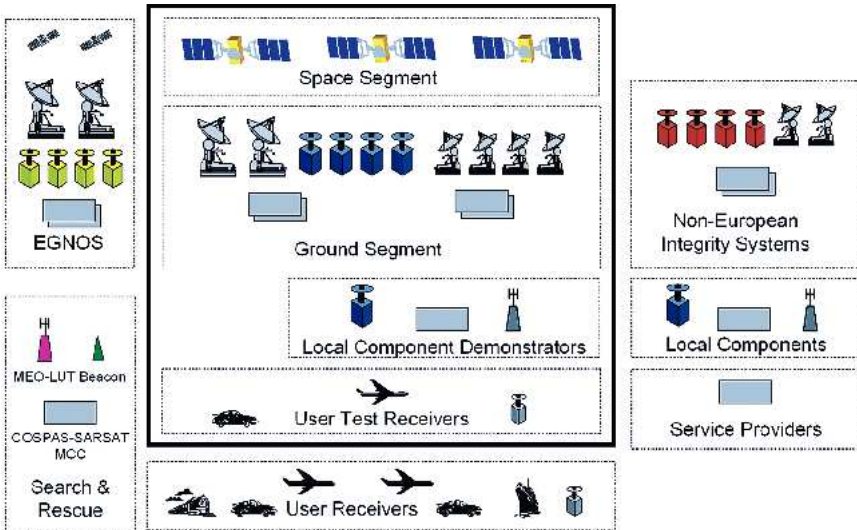 Space Segment
Ground Segment
Local Component Demonstrators
User Test Receivers
EGNOS
MEO-LUT Beacon
COSPAS-SARSAT
MCC
Search &
Rescue
User Receivers
Non-European
Integrity Systems
Local Components
Service Providers